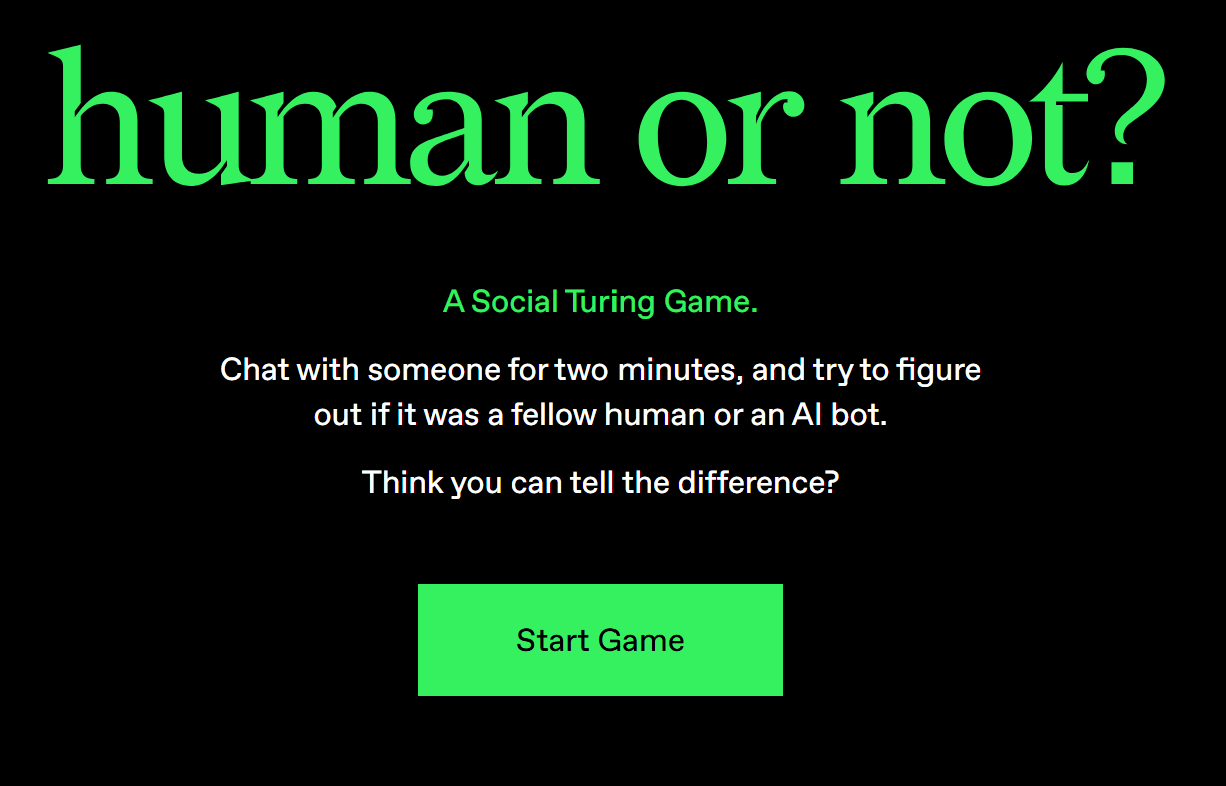 human or not?
A Social Turing Game.
Chat with someone for two minutes, and try to figure
out if it was a fellow human or an AI bot.
Think you can tell the difference?
Start Game